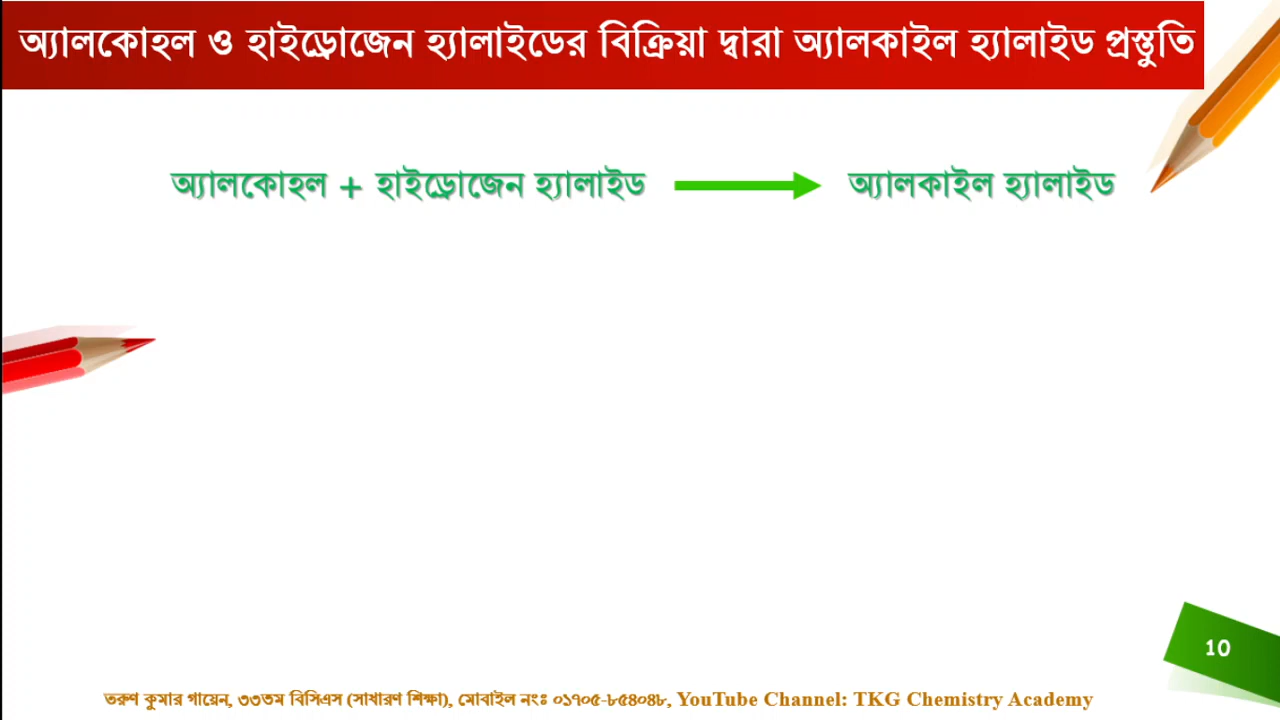 অ্যালকোহল ও হাইড্রোজেন হ্যালাইডের বিক্রিয়া দ্বারা অ্যালকাইল হ্যালাইড প্রস্তুতি
অ্যালকোহল + হাইড্রোজেন হ্যালাইড অ্যালকাইল হ্যালাইড
10
তরুণ কুমার গায়েন, ৩৩তম বিসিএস (সাধারণ শিক্ষা), মোবাইল নংঃ ০১৭০৫-৮৫৪০৪৮, YouTube Channel: TKG Chemistry Academy